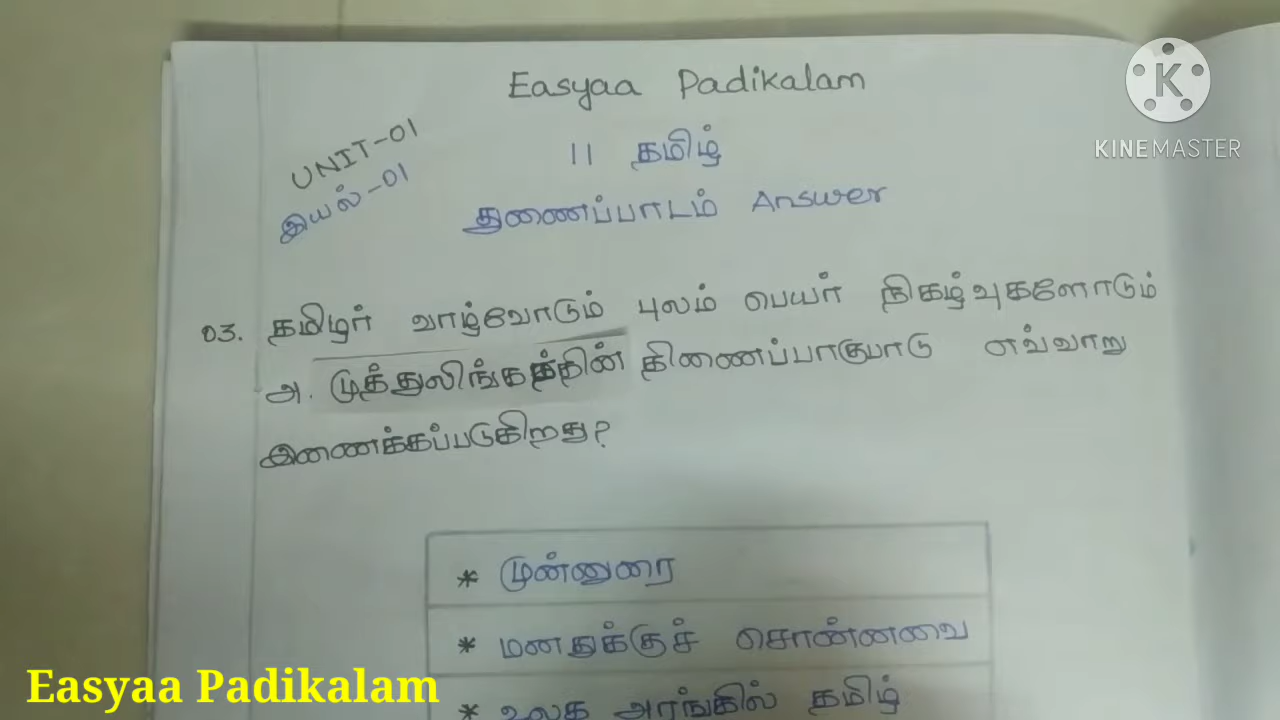 Easyaa Padikalam
KINEMASTER
UNIT-01
11 தமிழ்
இயல்-01
துணைப்பாடம் Answer
03. தமிழர் வாழ்வோடும் புலம் பெயர் நிகழ்வுகளோடும்
அ. முத்துலிங்கத்தின் திணைப்பாகுபாடு எவ்வாறு
இணைக்கப்படுகிறது?
* முன்னுரை
* மனதுக்குச் சொன்னவை
* உலக அரங்கில் தமிழ்
Easyaa Padikalam